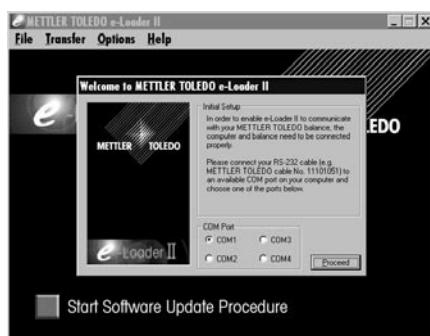 METTLER TOLEDO e-Loader II
File Transfer Options Help
Welcome to METTLER TOLEDO e-Loader II
e
LEDO
METTLER TOLEDO
e-Loader II
Initial Setup
In order to enable e-Loader II to communicate
with your METTLER TOLEDO balance, the
computer and balance need to be connected
properly.
Please connect your RS-232 cable (e.g.
METTLER TOLEDO cable No. 11101051) to
an available COM port on your computer and
choose one of the ports below.
COM Port
COM1 COM3
COM2 COM4
Proceed
Start Software Update Procedure